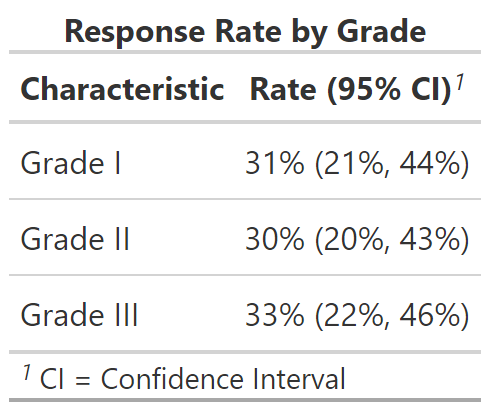 Response Rate by Grade
Characteristic Rate (95% CI)1
Grade I 31% (21%, 44%)
Grade II 30% (20%, 43%)
Grade III 33% (22%, 46%)
1 CI = Confidence Interval